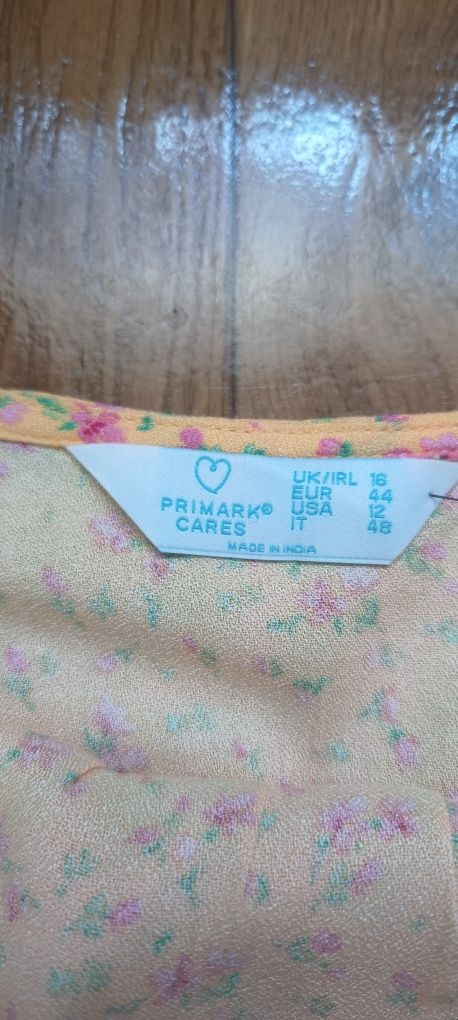 PRIMARK®
CARES
UK/IRL 16
EUR 44
USA 12
IT 48
MADE IN INDIA